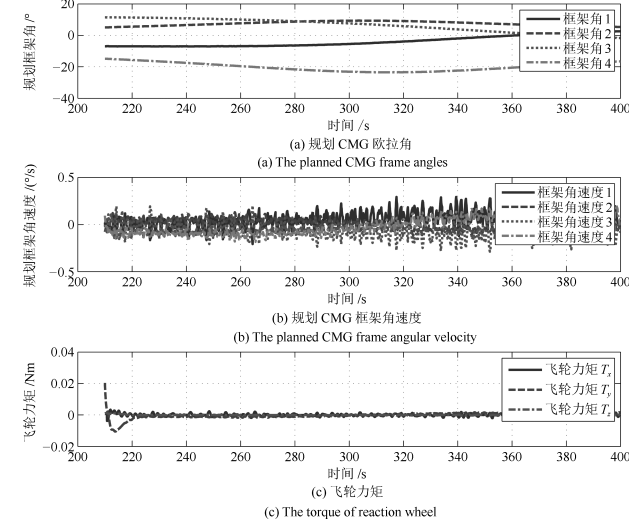 20
0
−20
−40
规划框架角 /°
框架角 1
框架角 2
框架角 3
框架角 4
200 220 240 260 280 300 320 340 360 380 400
时间 /s
(a) 规划 CMG 欧拉角
(a) The planned CMG frame angles
0.5
0
−0.5
规划框架角速度 /(°/s)
框架角速度 1
框架角速度 2
框架角速度 3
框架角速度 4
200 220 240 260 280 300 320 340 360 380 400
时间 /s
(b) 规划 CMG 框架角速度
(b) The planned CMG frame angular velocity
0.04
0.02
0
−0.02
飞轮力矩 /Nm
飞轮力矩 Tx
飞轮力矩 Ty
飞轮力矩 Tz
200 220 240 260 280 300 320 340 360 380 400
时间 /s
(c) 飞轮力矩
(c) The torque of reaction wheel